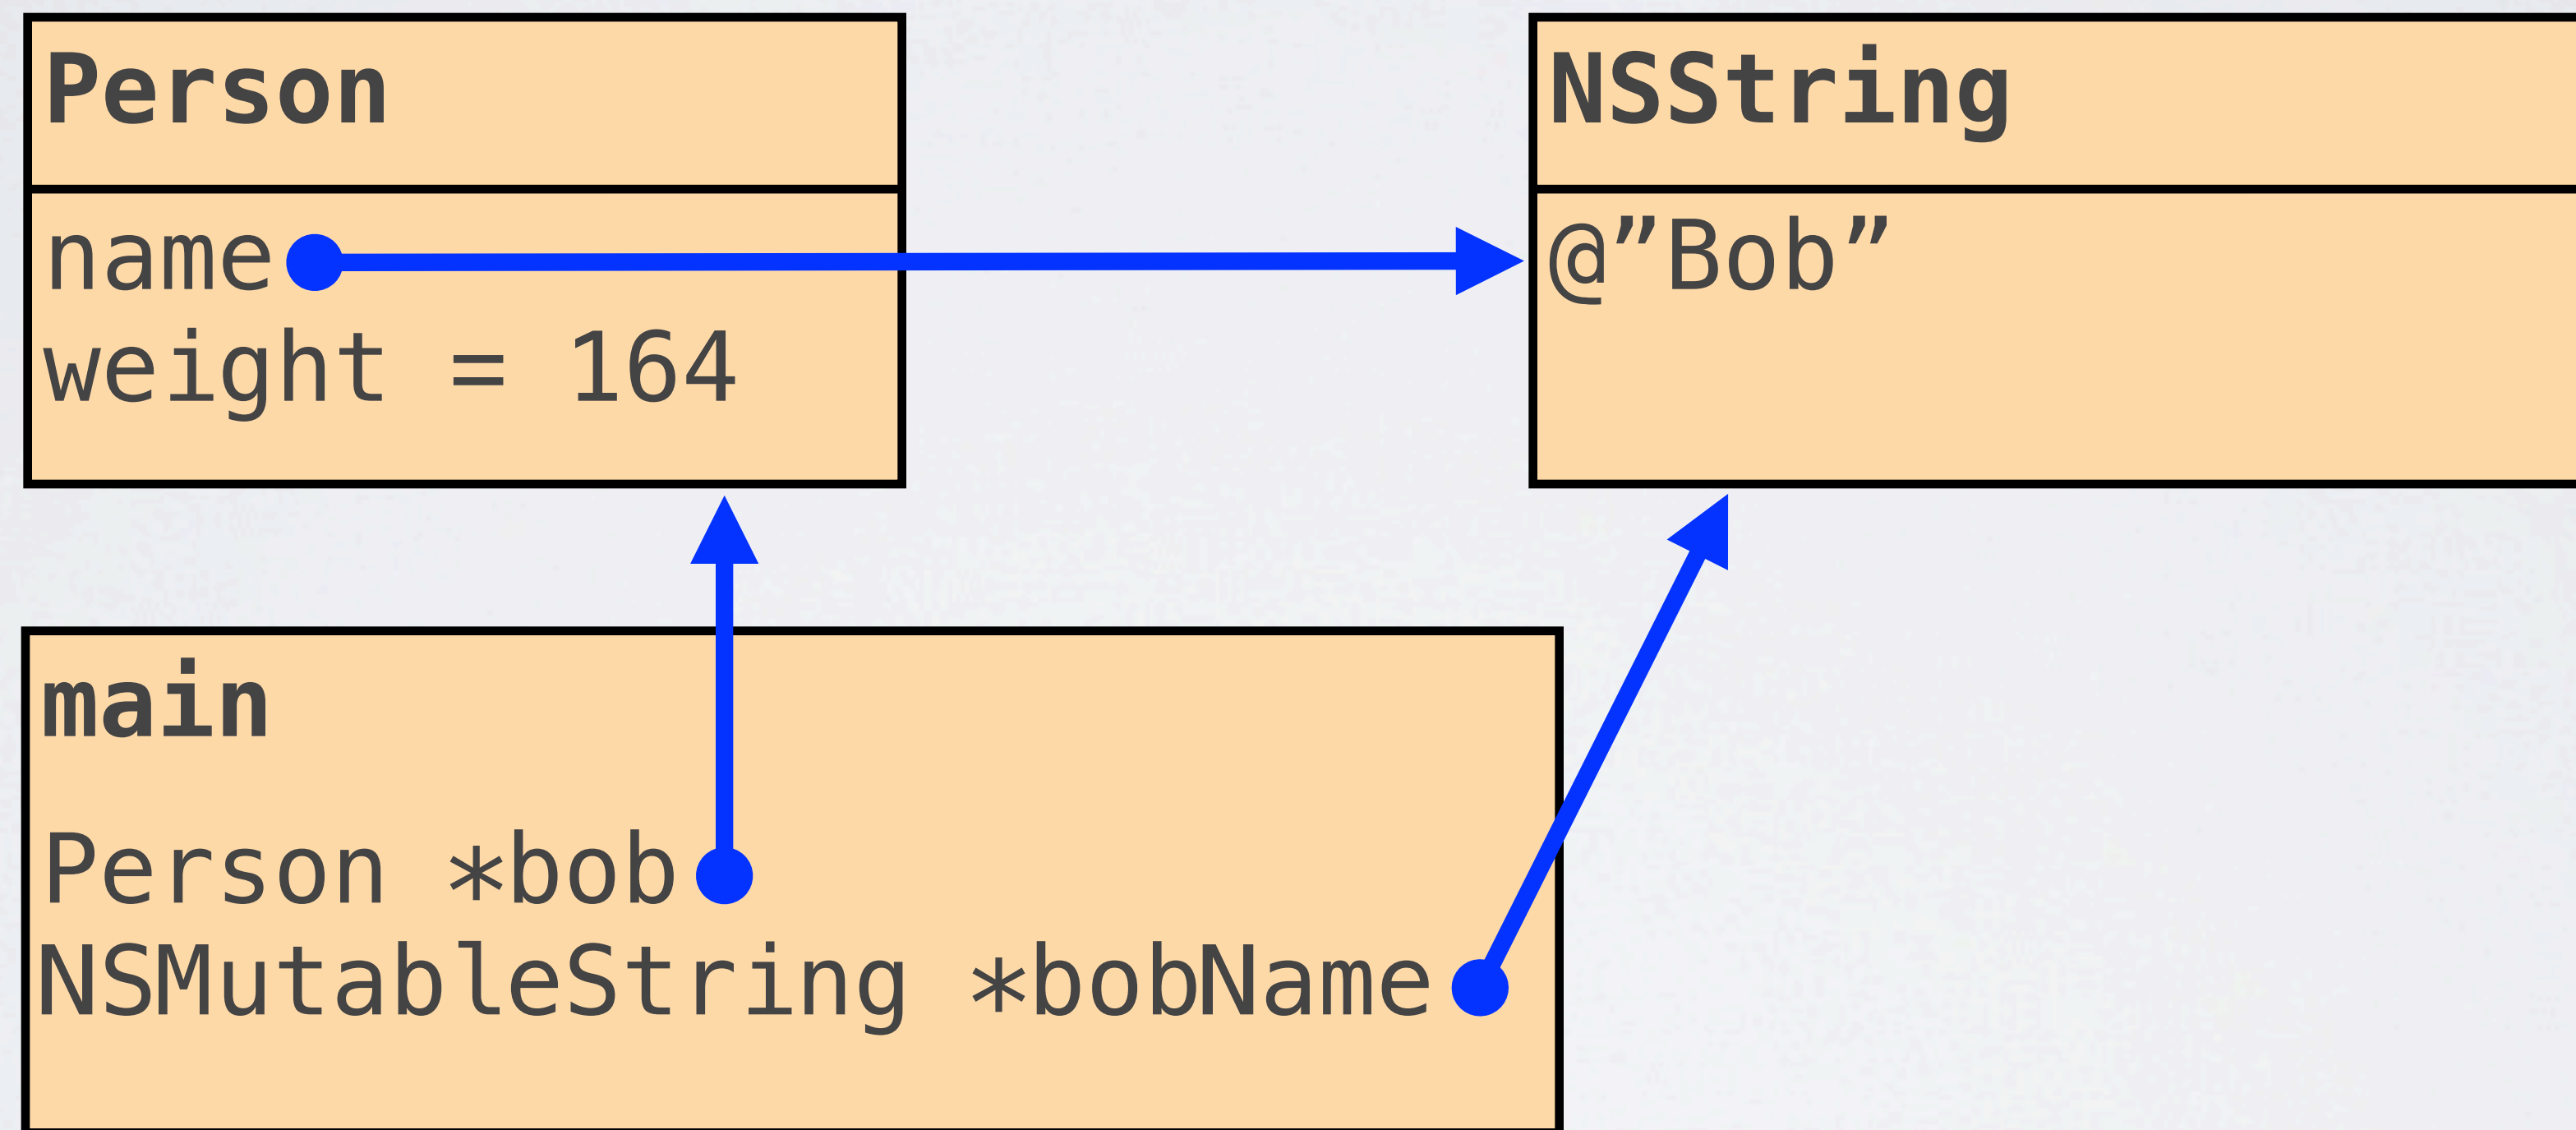 Person
name
weight = 164
NSString
@”Bob”
main
Person *bob
NSMutableString *bobName